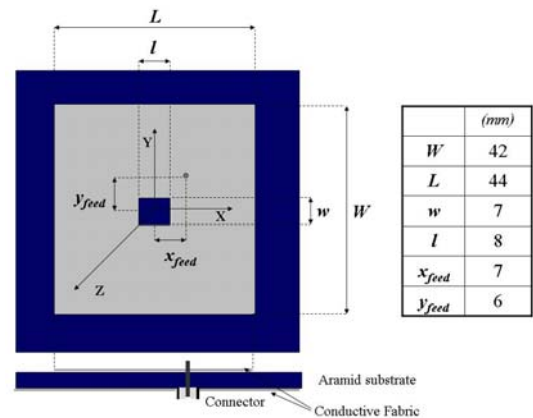 L
l
Y
y_feed
X
w
W
x_feed
Z
(mm)
W 42
L 44
w 7
l 8
x_feed 7
y_feed 6
Aramid substrate
Connector
Conductive Fabric